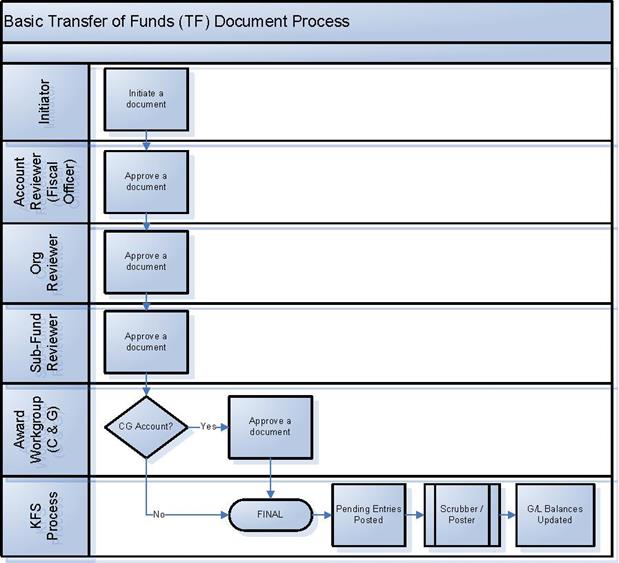 Basic Transfer of Funds (TF) Document Process
Initiator
Initiate a
document
Account
Reviewer
(Fiscal
Officer)
Approve a
document
Org
Reviewer
Approve a
document
Sub-Fund
Reviewer
Approve a
document
Award
Workgroup
(C & G)
CG Account?
Yes
Approve a
document
KFS
Process
No
FINAL
Pending Entries
Posted
Scrubber /
Poster
G/L Balances
Updated